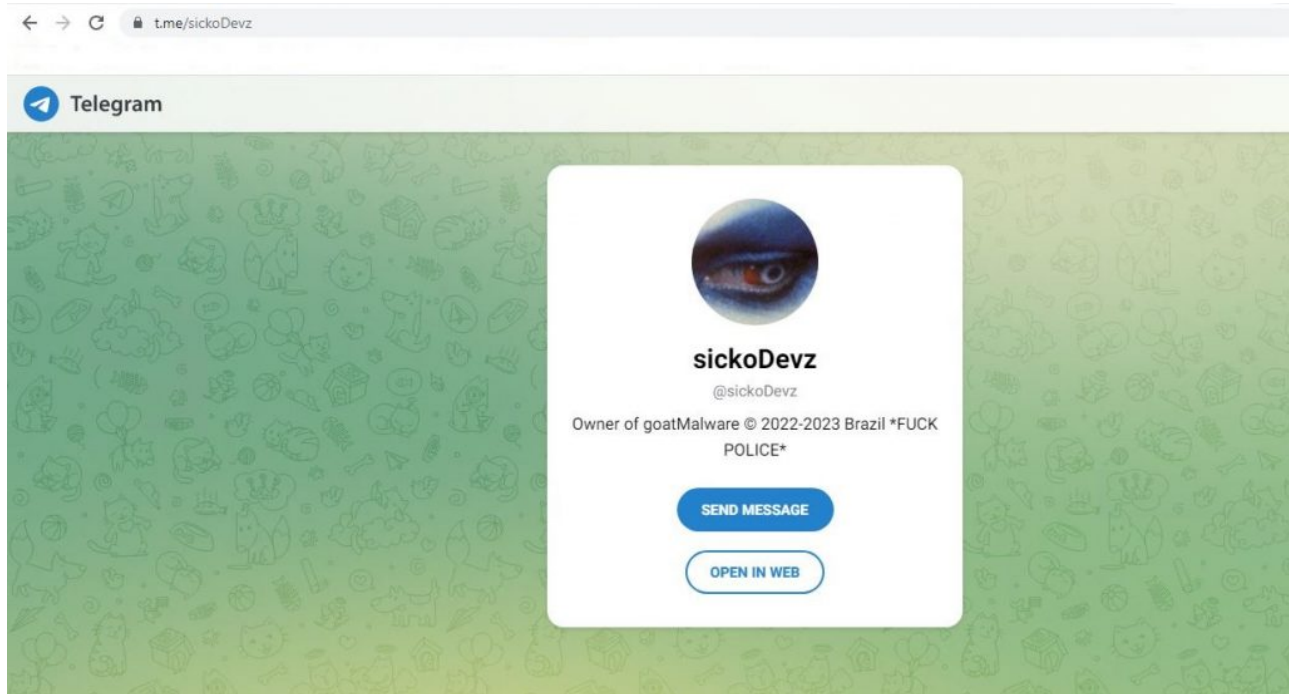 t.me/sickoDevz
Telegram
sickoDevz
@sickoDevz
Owner of goatMalware © 2022-2023 Brazil *FUCK
POLICE*
SEND MESSAGE
OPEN IN WEB